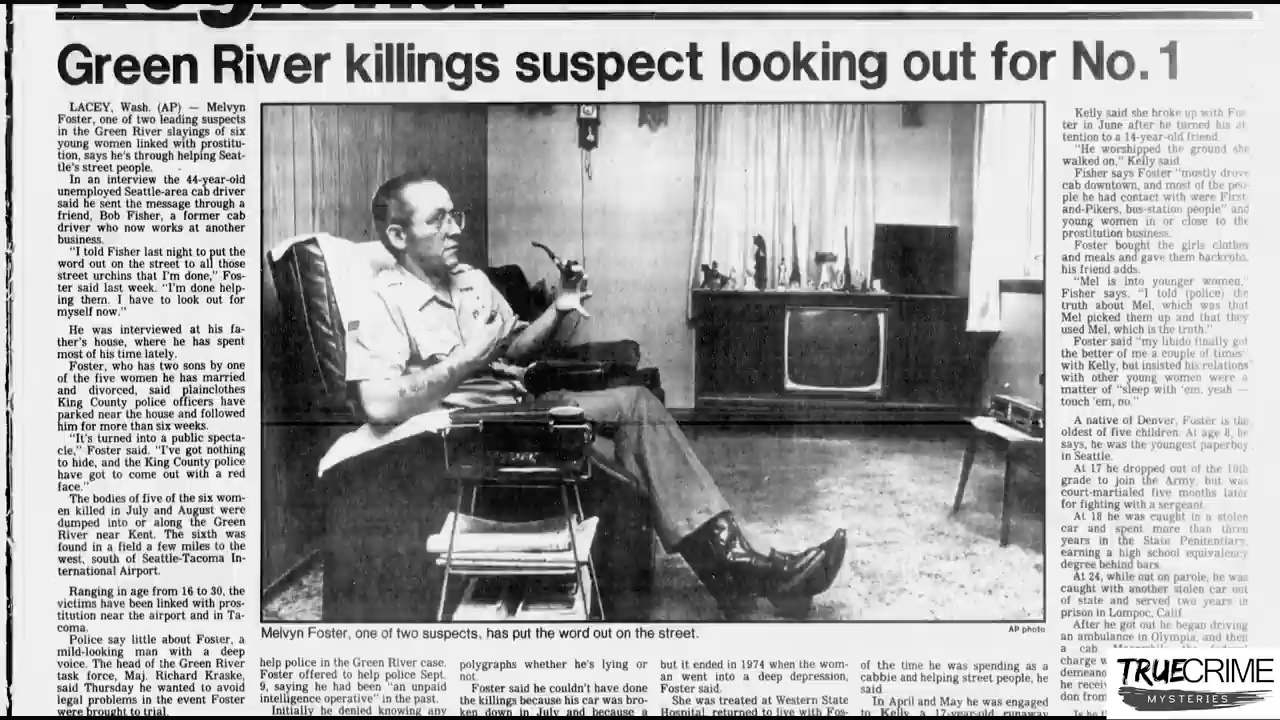 Regional
Green River killings suspect looking out for No. 1
LACEY, Wash. (AP) — Melvyn
Foster, one of two leading suspects
in the Green River slayings of six
young women linked with prostitu-
tion, says he's through helping Seat-
tle's street people.
In an interview the 44-year-old
unemployed Seattle-area cab driver
said he sent the message through a
friend, Bob Fisher, a former cab
driver who now works at another
business.
"I told Fisher last night to put the
word out on the street to all those
street urchins that I'm done," Fos-
ter said last week. "I'm done help-
ing them. I have to look out for
myself now."
He was interviewed at his fa-
ther's house, where he has spent
most of his time lately.
Foster, who has two sons by one
of the five women he has married
and divorced, said plainclothes
King County police officers have
parked near the house and followed
him for more than six weeks.
"It's turned into a public specta-
cle," Foster said. "I've got nothing
to hide, and the King County police
have got to come out with a red
face."
The bodies of five of the six wom-
en killed in July and August were
dumped into or along the Green
River near Kent. The sixth was
found in a field a few miles to the
west, south of Seattle-Tacoma In-
ternational Airport.
Ranging in age from 16 to 30, the
victims have been linked with pros-
titution near the airport and in Ta-
coma.
Police say little about Foster, a
mild-looking man with a deep
voice. The head of the Green River
task force, Maj. Richard Kraske,
said Thursday he wanted to avoid
legal problems in the event Foster
were brought to trial.
Melvyn Foster, one of two suspects, has put the word out on the street.
AP photo
help police in the Green River case.
Foster offered to help police Sept.
9, saying he had been "an unpaid
intelligence operative" in the past.
Initially he denied knowing any
polygraphs whether he's lying or
not.
Foster said he couldn't have done
the killings because his car was bro-
ken down in July and because a
but it ended in 1974 when the wom-
an went into a deep depression,
Foster said.
She was treated at Western State
Hospital, returned to live with Fos-
of the time he was spending as a
cabbie and helping street people, he
said.
In April and May he was engaged
to Kelly, a 17-year-old runaway
Kelly said she broke up with Fos-
ter in June after he turned his at-
tention to a 14-year-old friend.
"He worshipped the ground she
walked on," Kelly said.
Fisher says Foster "mostly drove
cab downtown, and most of the peo-
ple he had contact with were First-
and-Pikers, bus-station people" and
young women in or close to the
prostitution business.
Foster bought the girls clothes
and meals and gave them backrubs,
his friend adds.
"Mel is into younger women,"
Fisher says. "I told (police) the
truth about Mel, which was that
Mel picked them up and that they
used Mel, which is the truth."
Foster said "my libido finally got
the better of me a couple of times"
with Kelly, but insisted his relations
with other young women were a
matter of "sleep with 'em, yeah —
touch 'em, no."
A native of Denver, Foster is the
oldest of five children. At age 8, he
says, he was the youngest paperboy
in Seattle.
At 17 he dropped out of the 10th
grade to join the Army, but was
court-martialed five months later
for fighting with a sergeant.
At 18 he was caught in a stolen
car and spent more than three
years in the State Penitentiary,
earning a high school equivalency
degree behind bars.
At 24, while out on parole, he was
caught with another stolen car out
of state and served two years in
prison in Lompoc, Calif.
After he got out he began driving
an ambulance in Olympia, and then
a cab
charge
demeano
he recei
don from
TRUECRIME
MYSTERIES